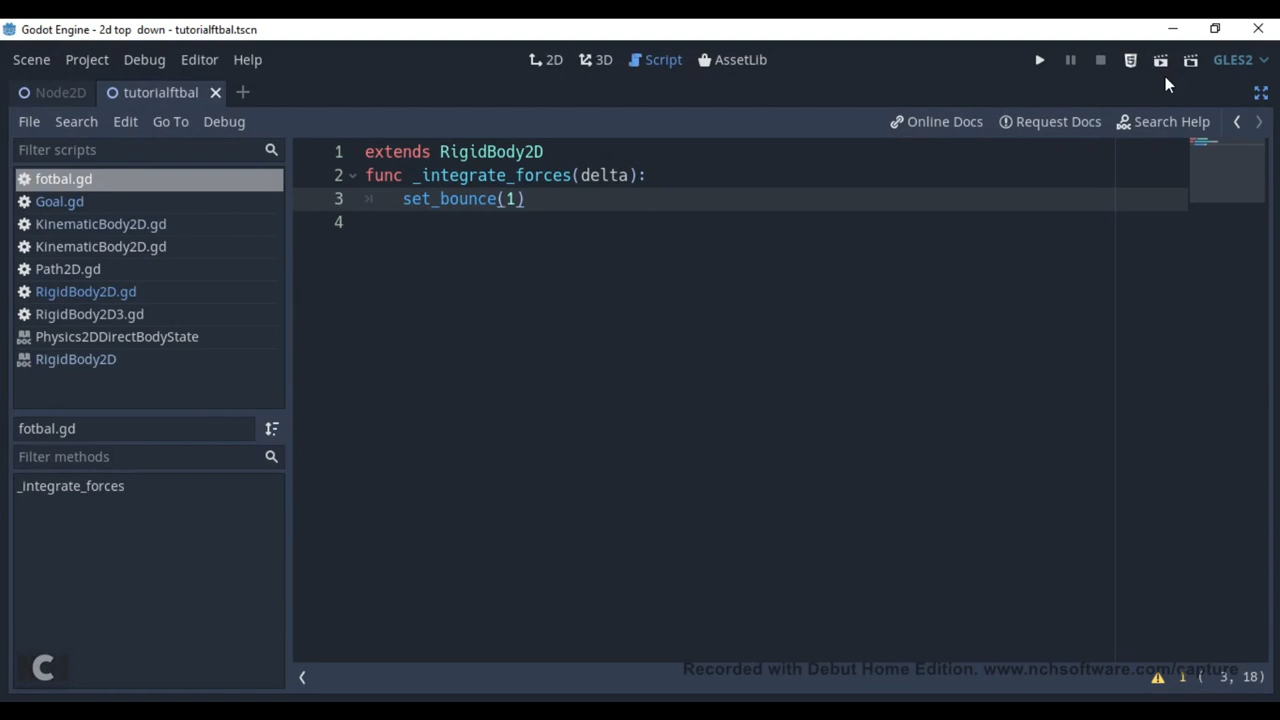 Godot Engine - 2d top  down - tutorialftbal.tscn
Scene Project Debug Editor Help 2D 3D Script AssetLib GLES2
Node2D tutorialftbal
File Search Edit Go To Debug Online Docs Request Docs Search Help
Filter scripts
fotbal.gd
Goal.gd
KinematicBody2D.gd
KinematicBody2D.gd
Path2D.gd
RigidBody2D.gd
RigidBody2D3.gd
Physics2DDirectBodyState
RigidBody2D
fotbal.gd
Filter methods
_integrate_forces
1 extends RigidBody2D
2 func _integrate_forces(delta):
3 set_bounce(1)
4
C
Recorded with Debut Home Edition. www.nchsoftware.com/capture
1 ( 3, 18)